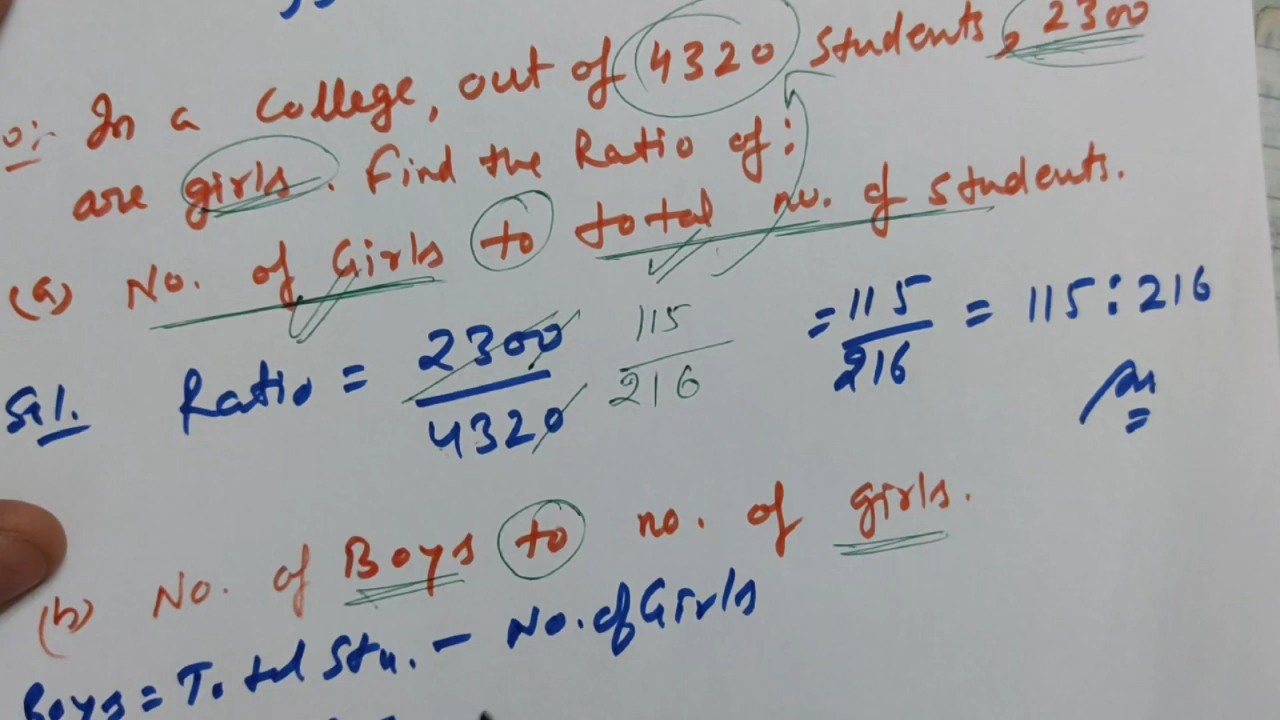 Q:- In a College, out of 4320 students, 2300
are girls. Find the Ratio of:
(a) No. of Girls to total no. of students.
Sol. Ratio = 2300/4320 115/216 = 115/216 = 115:216
(b) No. of Boys to no. of girls.
Boys = Total Stu. - No. of Girls